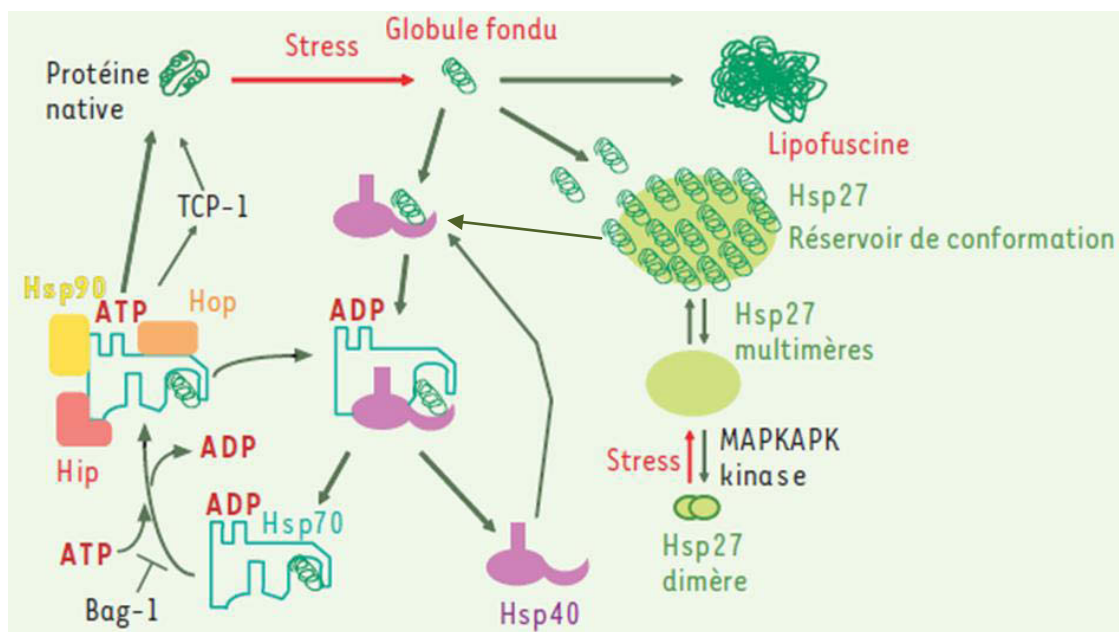 Globule fondu
Stress
Protéine
native
Lipofuscine
Hsp27
Réservoir de conformation
TCP-1
Hsp90
ATP
Hop
ADP
Hsp27
multimères
Hip
ADP
Stress
MAPKAPK
kinase
ADP
Hsp70
ATP
Hsp27
dimère
Bag-1
Hsp40